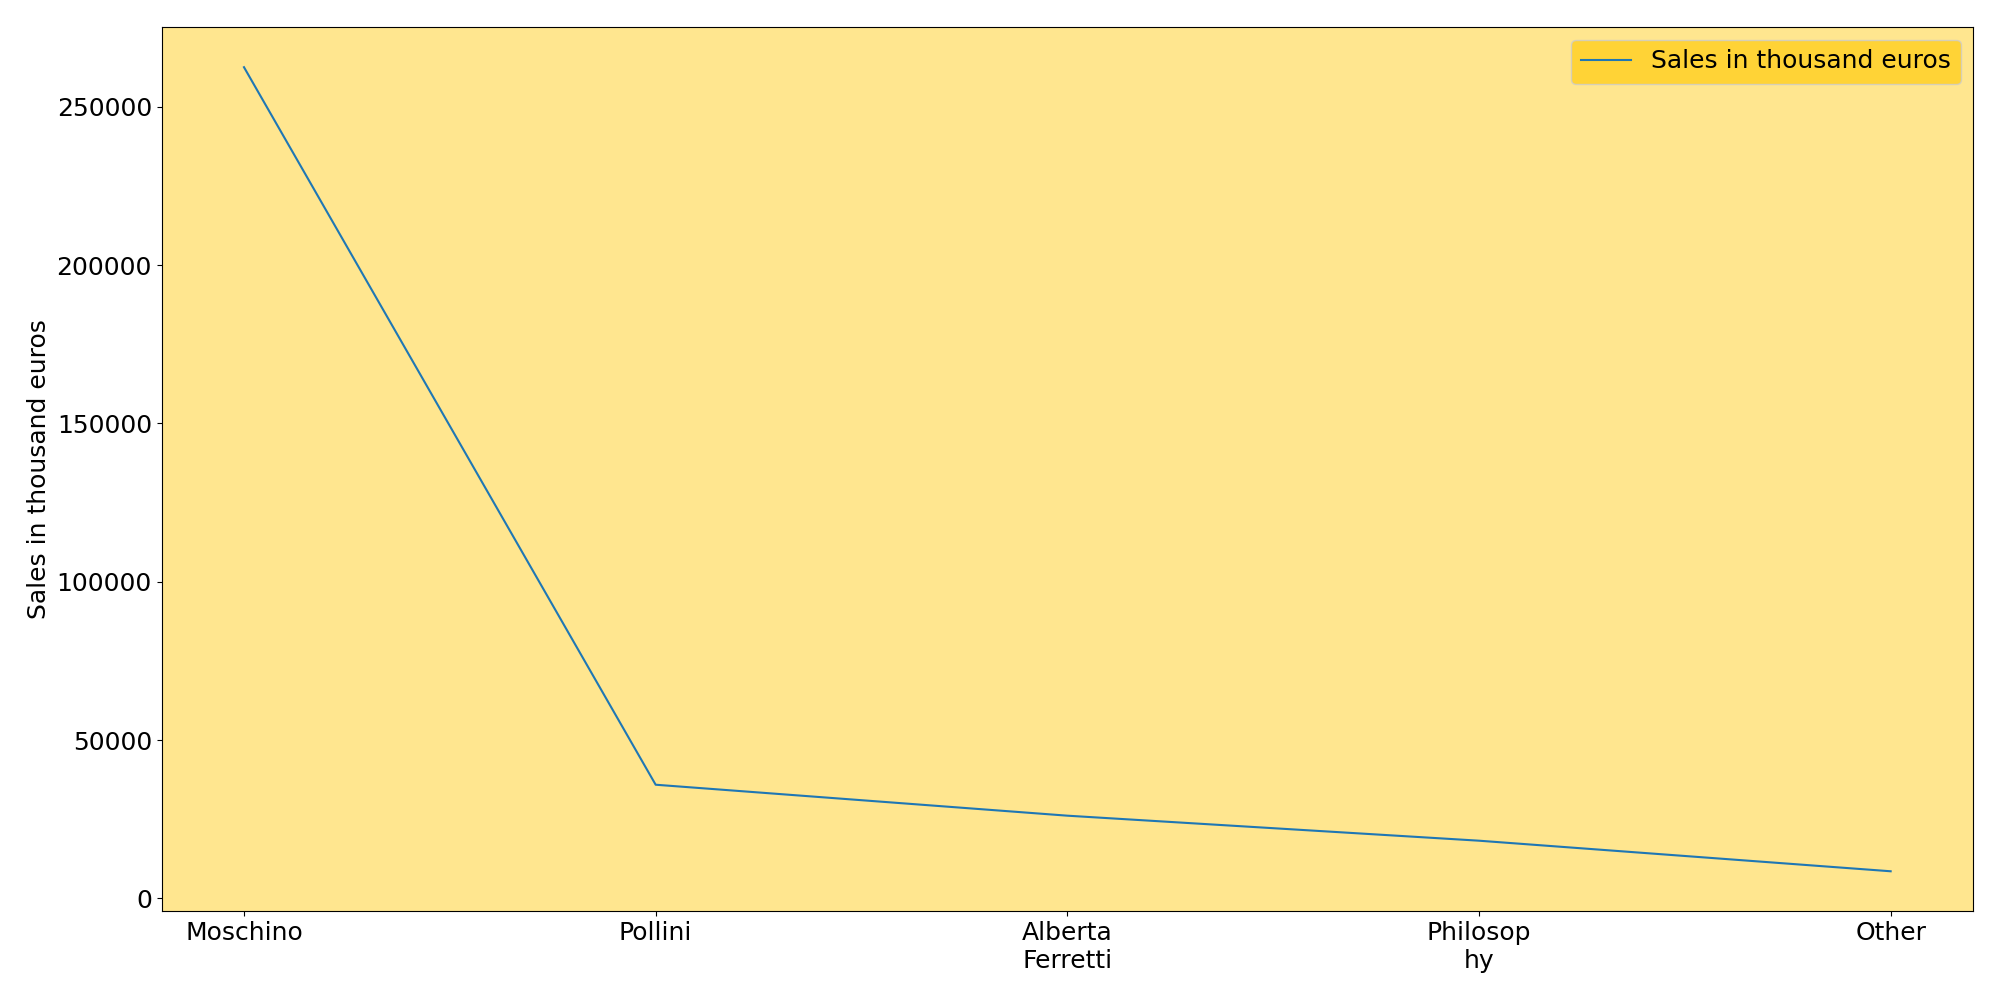 Sales in thousand euros
Sales in thousand euros
250000
200000
150000
100000
50000
0
Moschino
Pollini
Alberta
Ferretti
Philosop
hy
Other